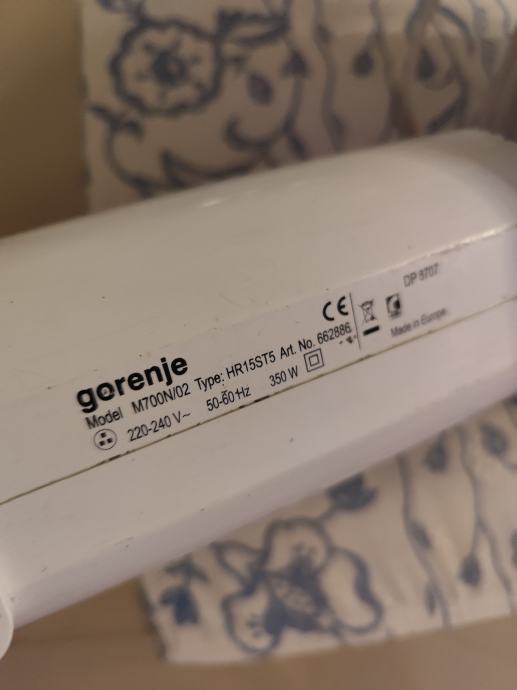 gorenje
Model M700N/02 Type: HR15ST5 Art. No. 662886
220-240 V~ 50-60 Hz 350 W
CE
DP 8707
Made in Europe